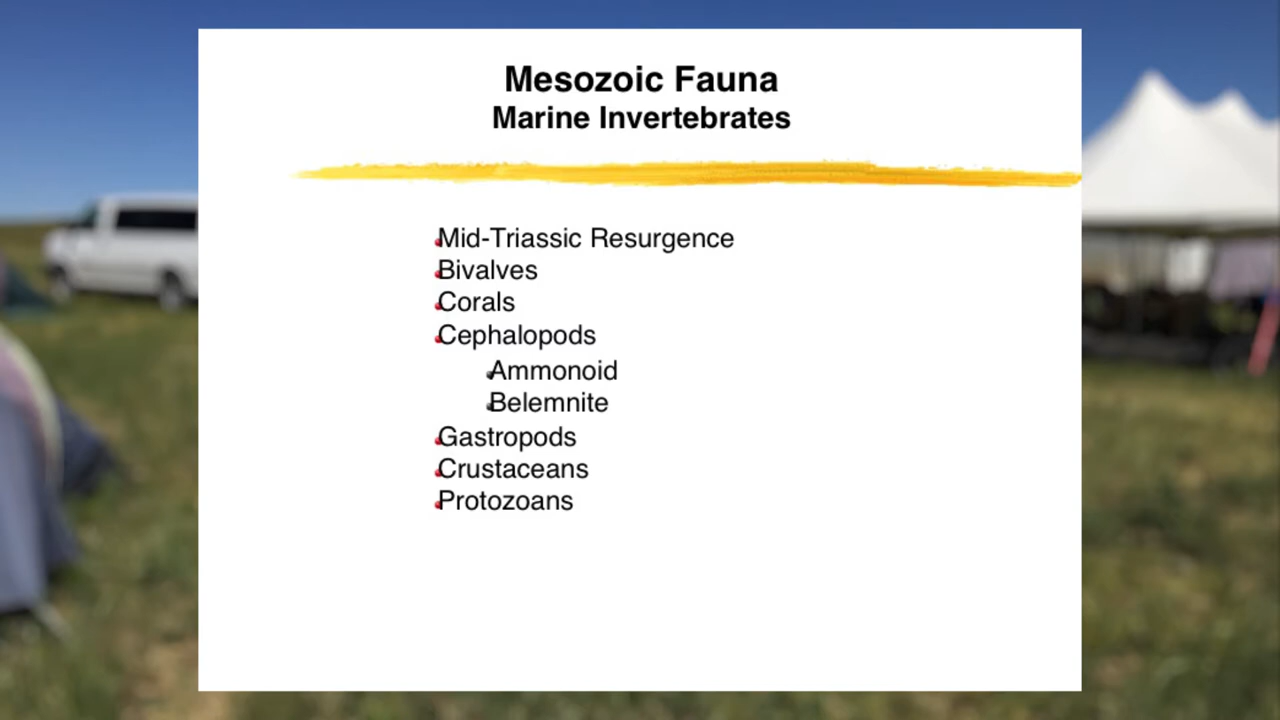 Mesozoic Fauna
Marine Invertebrates
Mid-Triassic Resurgence
Bivalves
Corals
Cephalopods
Ammonoid
Belemnite
Gastropods
Crustaceans
Protozoans